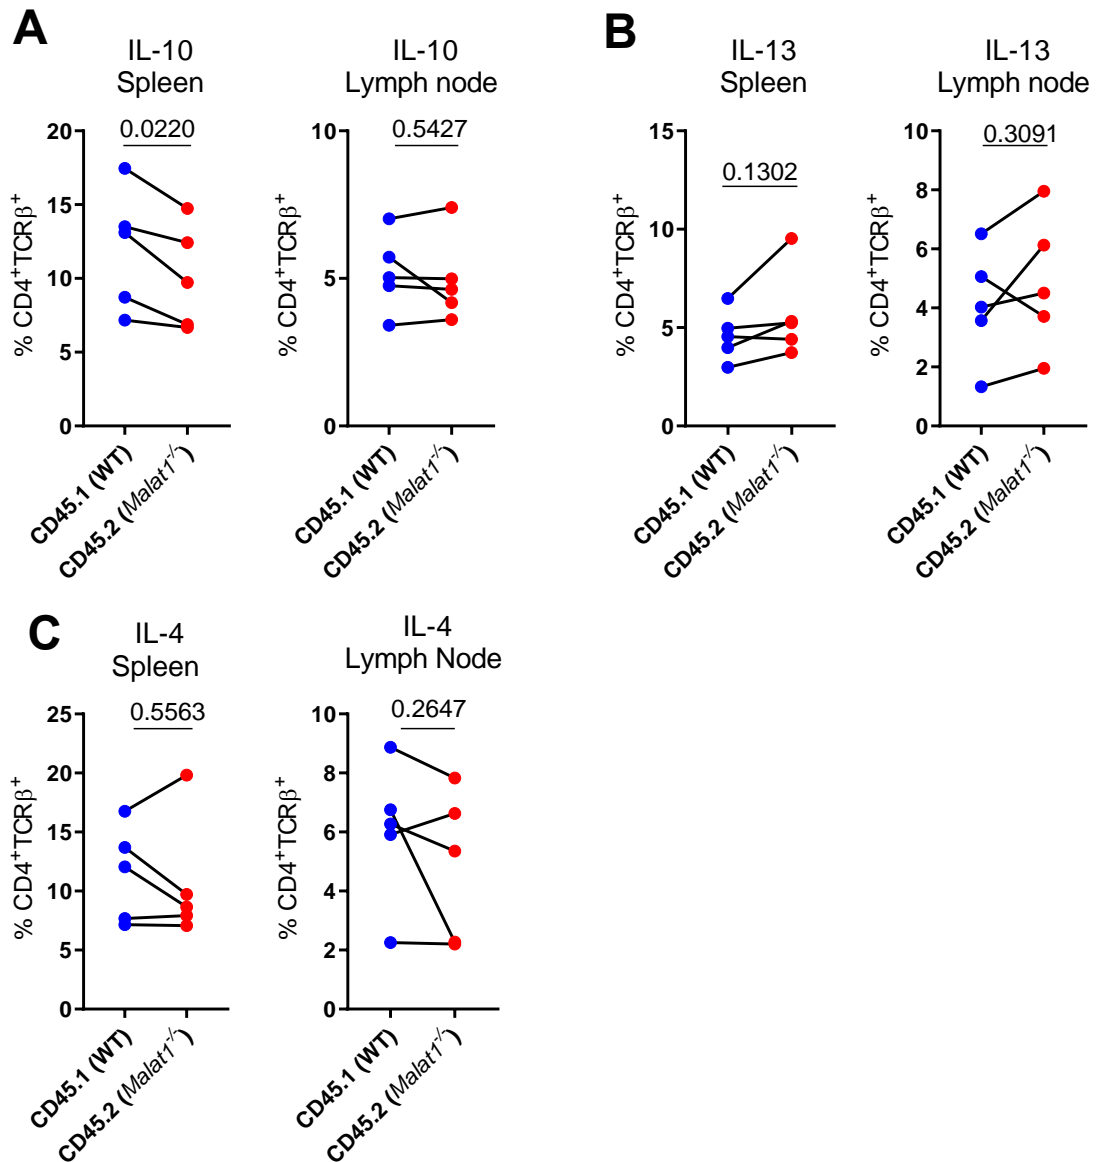 A
IL-10
Spleen
0.0220
% CD4⁺TCRβ⁺
20
15
10
5
0
CD45.1 (WT)
CD45.2 (Malat1⁻/⁻)
IL-10
Lymph node
0.5427
% CD4⁺TCRβ⁺
10
5
0
CD45.1 (WT)
CD45.2 (Malat1⁻/⁻)
B
IL-13
Spleen
0.1302
% CD4⁺TCRβ⁺
15
10
5
0
CD45.1 (WT)
CD45.2 (Malat1⁻/⁻)
IL-13
Lymph node
0.3091
% CD4⁺TCRβ⁺
10
8
6
4
2
0
CD45.1 (WT)
CD45.2 (Malat1⁻/⁻)
C
IL-4
Spleen
0.5563
% CD4⁺TCRβ⁺
25
20
15
10
5
0
CD45.1 (WT)
CD45.2 (Malat1⁻/⁻)
IL-4
Lymph Node
0.2647
% CD4⁺TCRβ⁺
10
8
6
4
2
0
CD45.1 (WT)
CD45.2 (Malat1⁻/⁻)